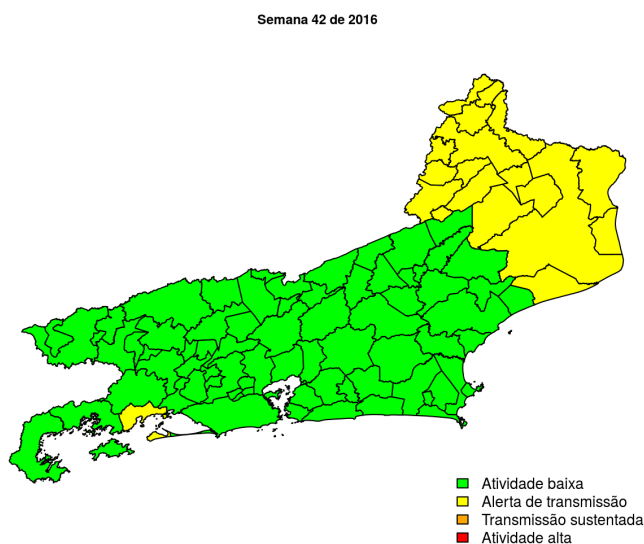 Semana 42 de 2016
Atividade baixa
Alerta de transmissão
Transmissão sustentada
Atividade alta